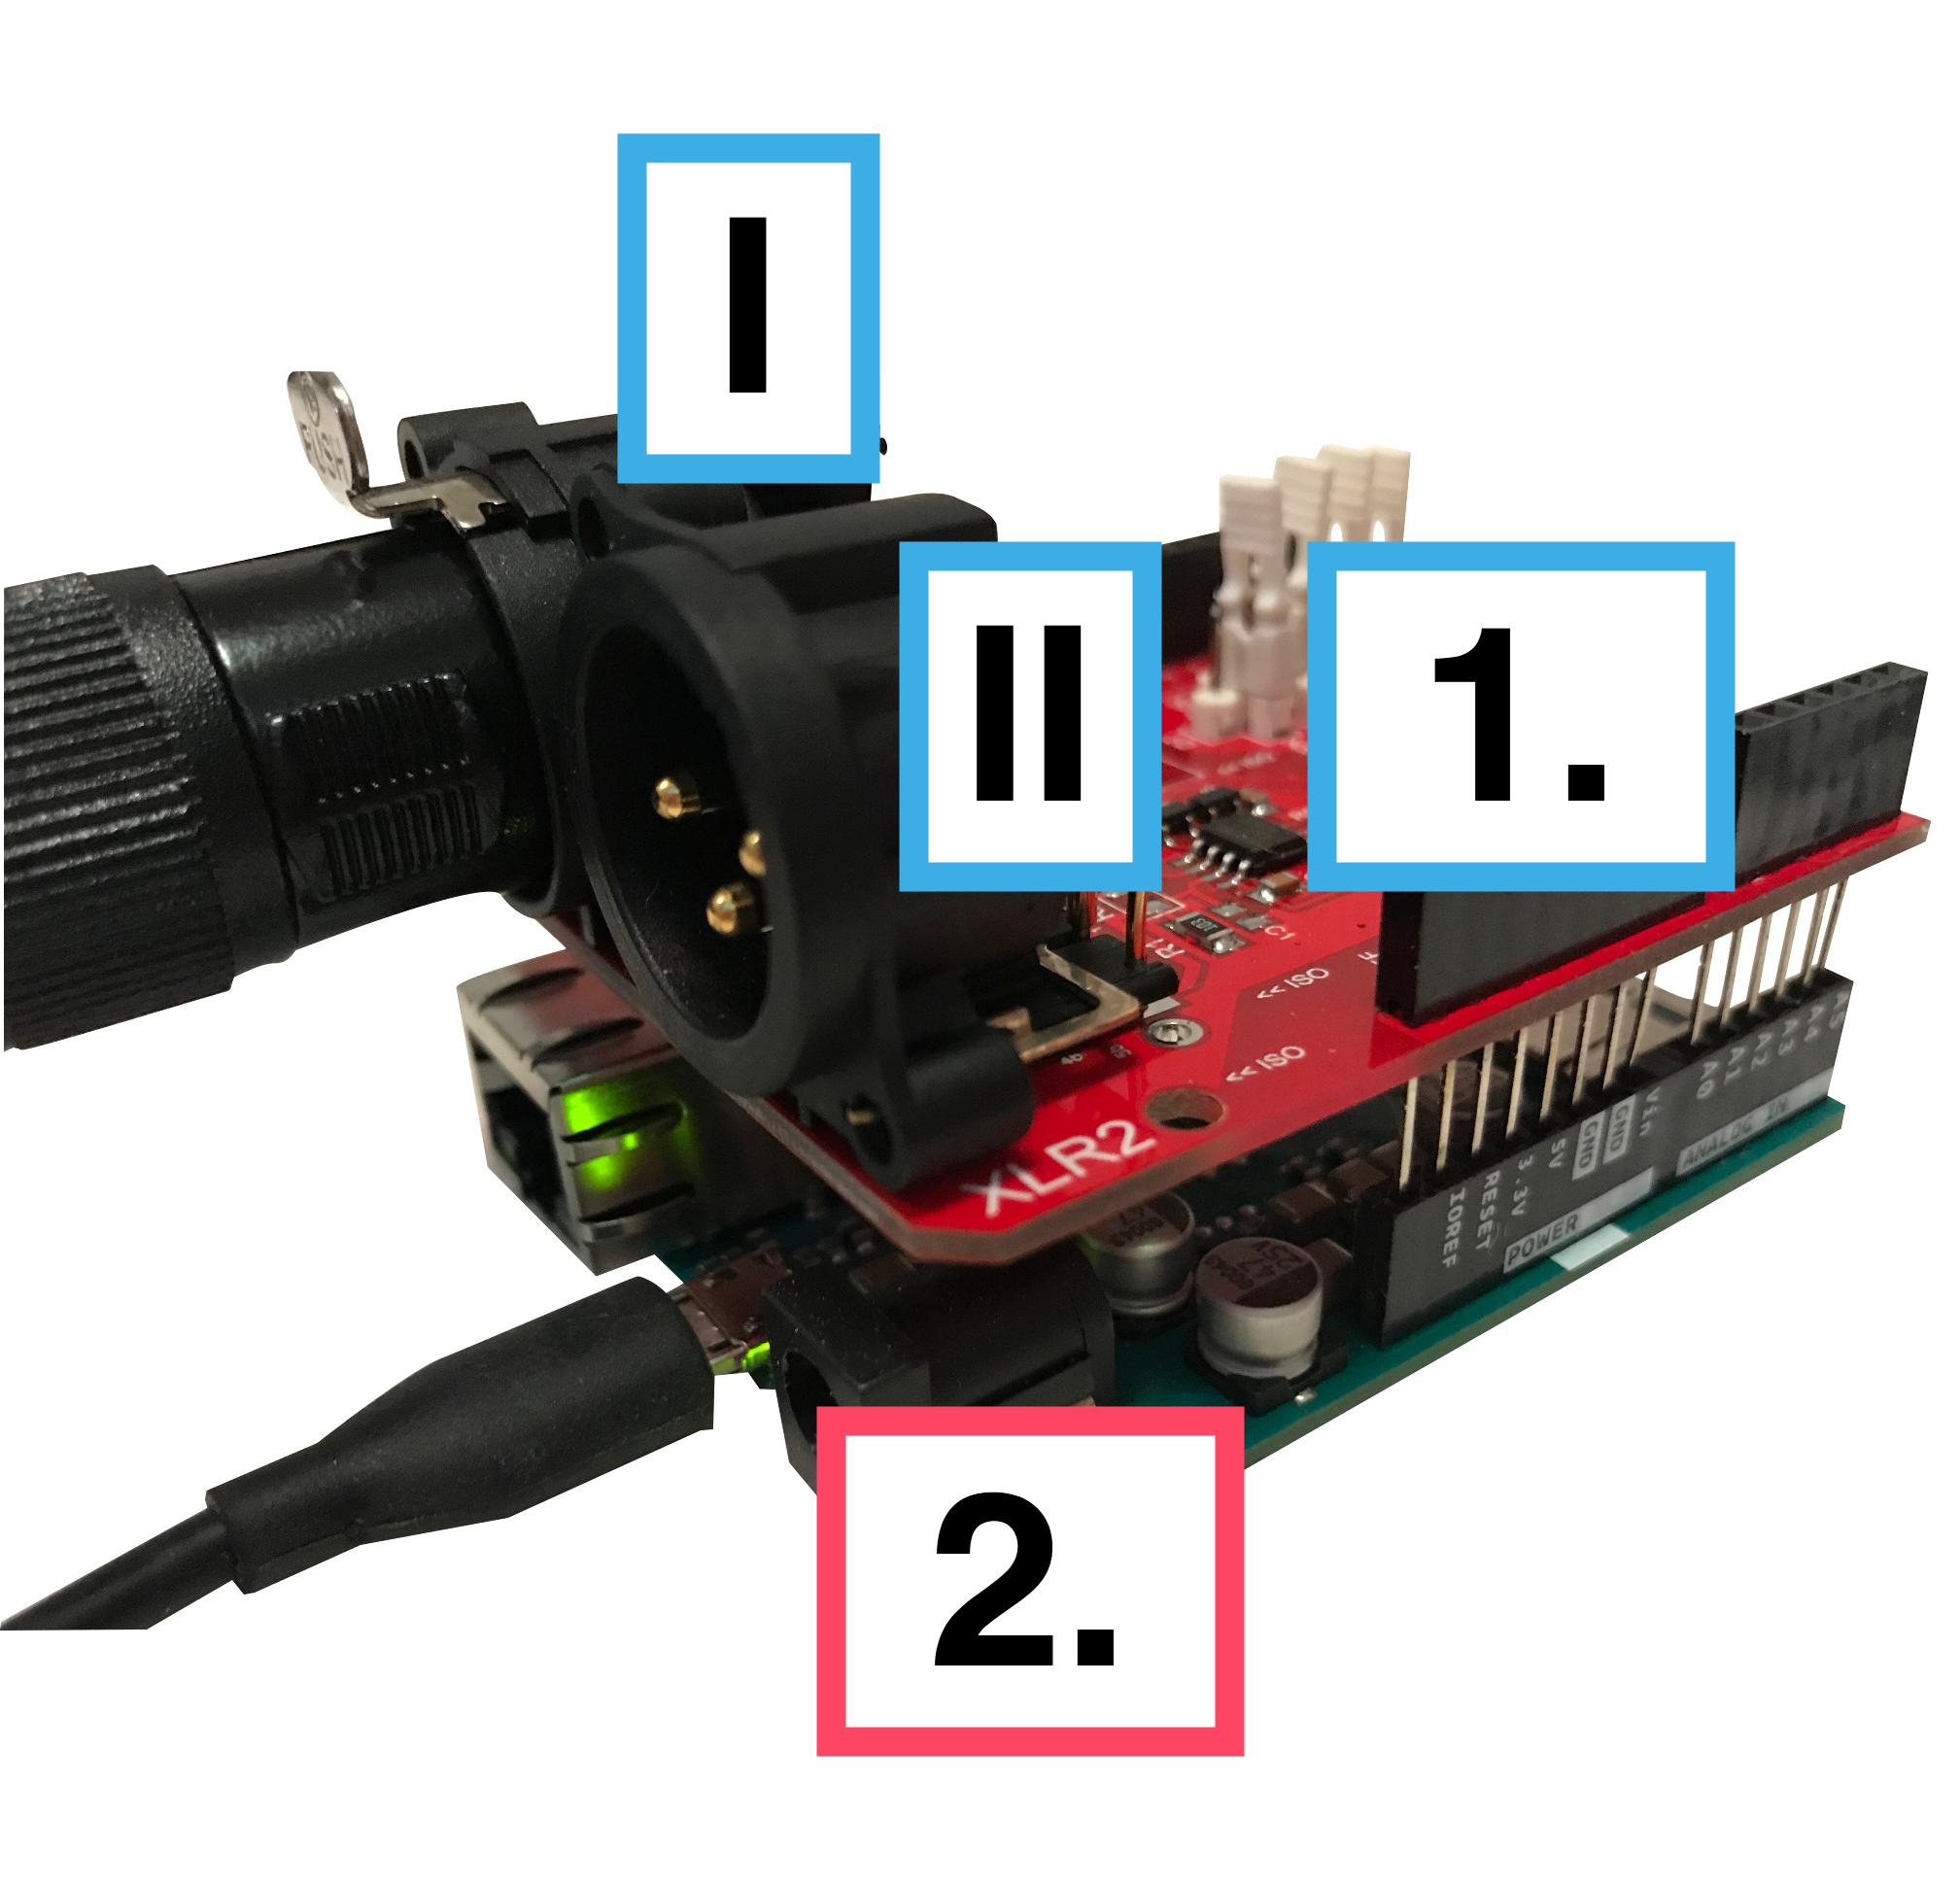 I
PUSH
II
1.
R1
C1
<< ISO
<< ISO
XLR2
A5
A4
A3
A2
A1
A0
ANALOG IN
Vin
GND
GND
5V
3.3V
RESET
IOREF
POWER
2.